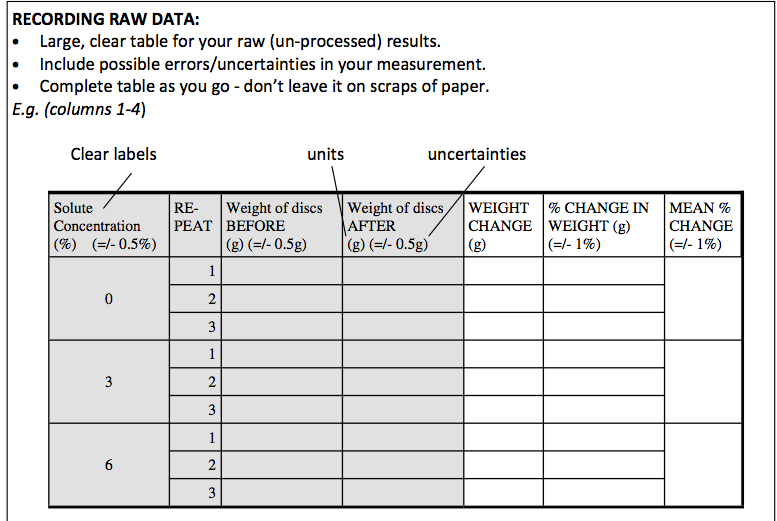 RECORDING RAW DATA:
• Large, clear table for your raw (un-processed) results.
• Include possible errors/uncertainties in your measurement.
• Complete table as you go - don’t leave it on scraps of paper.
E.g. (columns 1-4)
Clear labels units uncertainties
Solute RE- Weight of discs Weight of discs WEIGHT % CHANGE IN MEAN %
Concentration PEAT BEFORE AFTER CHANGE WEIGHT (g) CHANGE
(%) (=/- 0.5%) (g) (=/- 0.5g) (g) (=/- 0.5g) (g) (=/- 1%) (=/- 1%)
1
0 2
3
1
3 2
3
1
6 2
3